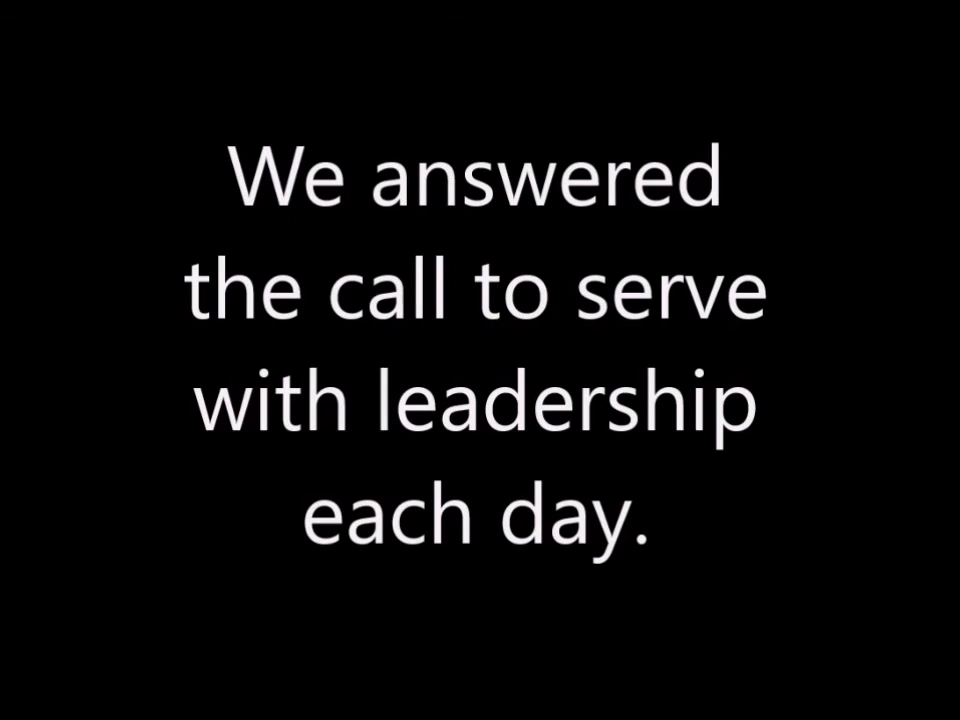 We answered
the call to serve
with leadership
each day.